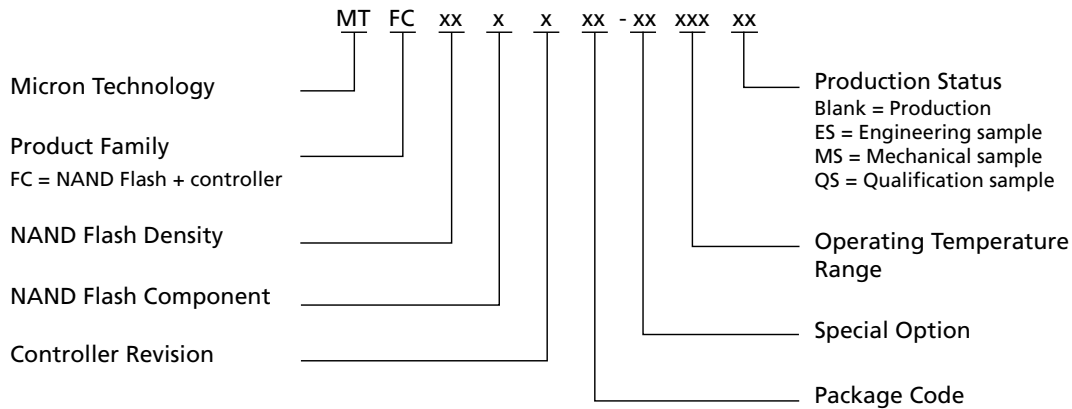 MT FC xx x x xx - xx xxx xx
Micron Technology
Product Family
FC = NAND Flash + controller
NAND Flash Density
NAND Flash Component
Controller Revision
Production Status
Blank = Production
ES = Engineering sample
MS = Mechanical sample
QS = Qualification sample
Operating Temperature
Range
Special Option
Package Code